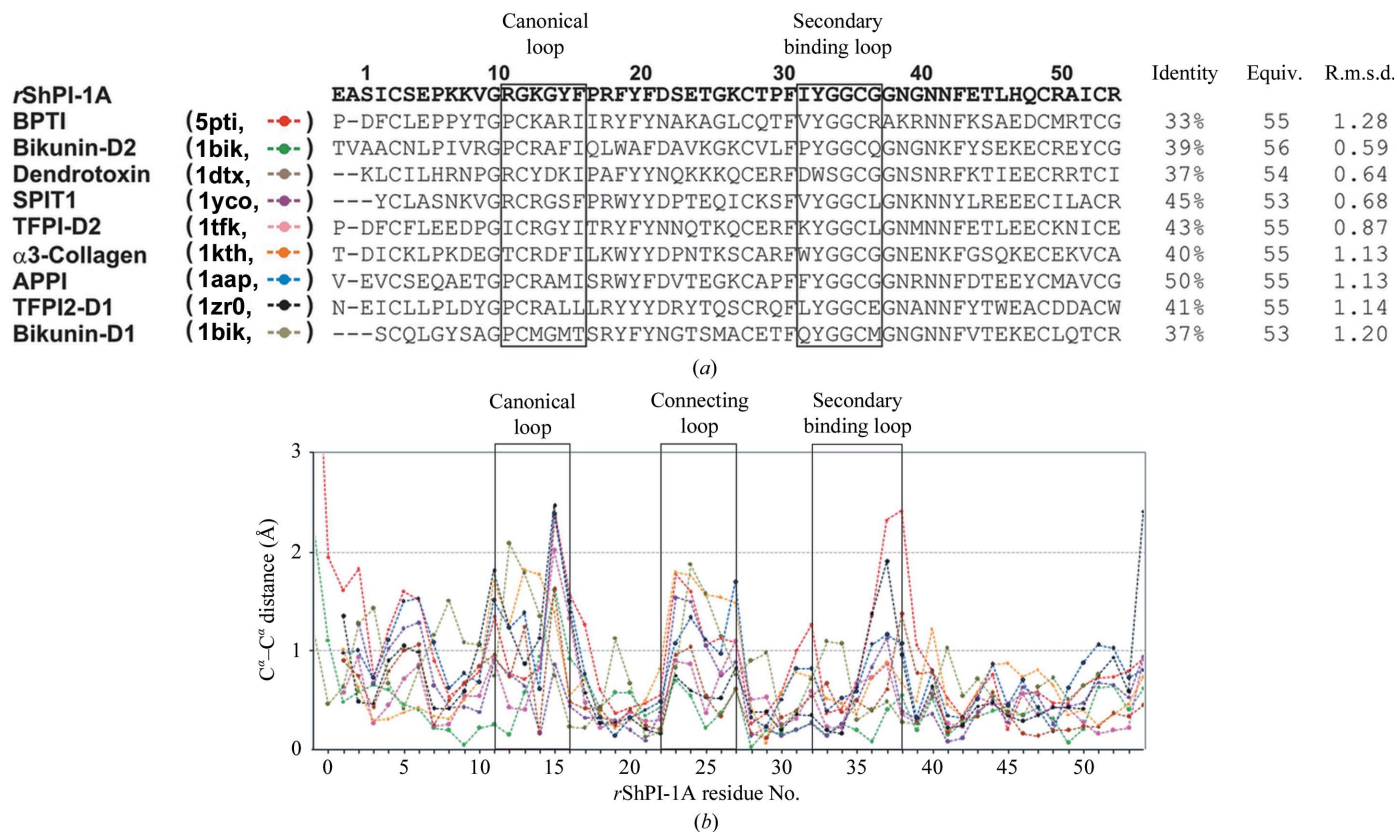 Canonical loop
Secondary binding loop
1 10 20 30 40 50 Identity Equiv. R.m.s.d.
rShPI-1A EASICSEPKKVGRGKGYFPRFYFDSETGKCTPFIYGGCGGNGNNFETLHQCRAICR
BPTI (5pti, ) P-DFCLEPPYTGPCKARIIRYFYNAKAGLCQTFVYGGCRAKRNNFKSAEDCMRTCG 33% 55 1.28
Bikunin-D2 (1bik, ) TVAACNLPIVRGPCRAFIQLWAFDAVKGKCVLFPYGGCQGNGNKFYSEKECREYCG 39% 56 0.59
Dendrotoxin (1dtx, ) --KLCILHRNPGRCYDKIPAFYYNQKKKQCERFDWSGCGGNSNRFKTIEECRRTCI 37% 54 0.64
SPIT1 (1yco, ) ---YCLASNKVGRCRGSFPRWYYDPTEQICKSFVYGGCLGNKNNYLREEECILACR 45% 53 0.68
TFPI-D2 (1tfk, ) P-DFCFLEEDPGICRGYITRYFYNNQTKQCERFKYGGCLGNMNNFETLEECKNICE 43% 55 0.87
α3-Collagen (1kth, ) T-DICKLPKDEGTCRDFILKWYYDPNTKSCARFWYGGCGGNENKFGSQKECEKVCA 40% 55 1.13
APPI (1aap, ) V-EVCSEQAETGPCRAMISRWYFDVTEGKCAPFFYGGCGGNRNNFDTEEYCMAVCG 50% 55 1.13
TFPI2-D1 (1zr0, ) N-EICLLPLDYGPCRALLLRYYYDRYTQSCRQFLYGGCEGNANNFYTWEACDDACW 41% 55 1.14
Bikunin-D1 (1bik, ) ---SCQLGYSAGPCMGMTSRYFYNGTSMACETFQYGGCMGNGNNFVTEKECLQTCR 37% 53 1.20
(a)
Canonical loop
Connecting loop
Secondary binding loop
3
2
1
0
Cα–Cα distance (Å)
0 5 10 15 20 25 30 35 40 45 50
rShPI-1A residue No.
(b)